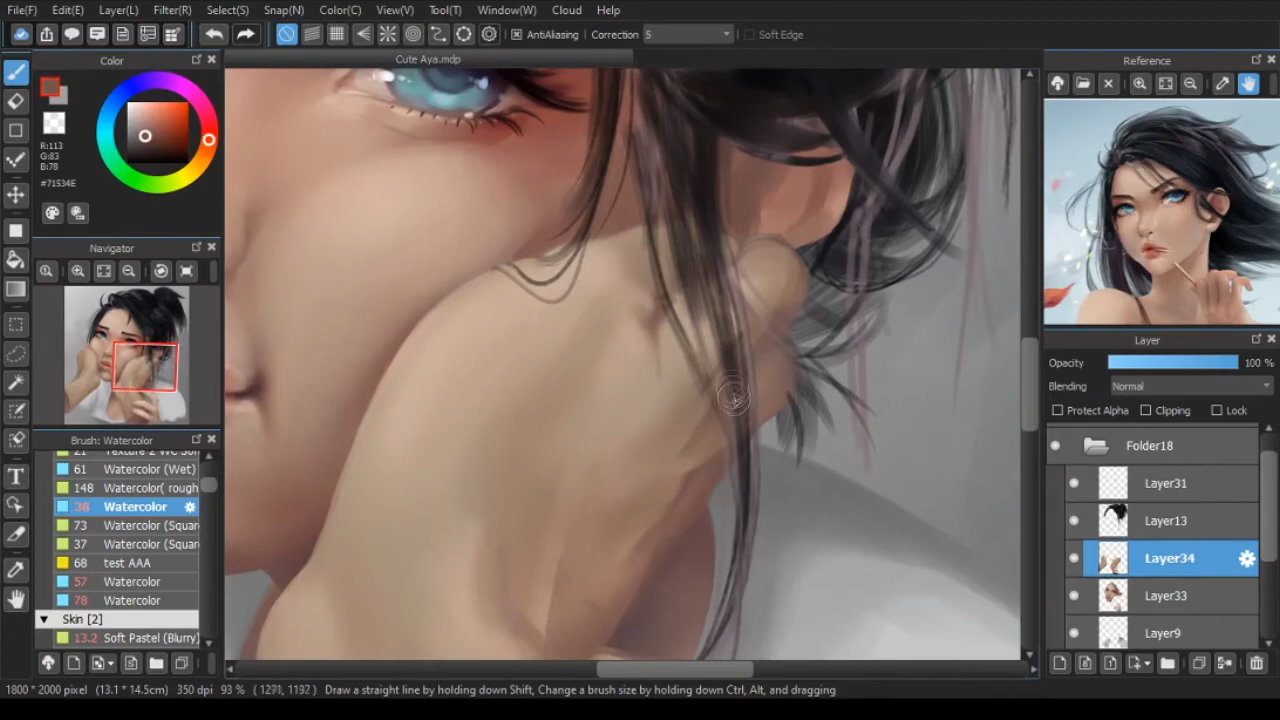 File(F) Edit(E) Layer(L) Filter(R) Select(S) Snap(N) Color(C) View(V) Tool(T) Window(W) Cloud Help
AntiAliasing Correction 5 Soft Edge
Color
R:113
G:83
B:78
#71534E
Navigator
Brush: Watercolor
61 Watercolor (Wet)
148 Watercolor( rough
38 Watercolor
73 Watercolor (Squar
37 Watercolor (Squar
68 test AAA
57 Watercolor
78 Watercolor
Skin [2]
13.2 Soft Pastel (Blurry)
Cute Aya.mdp
Reference
Layer
Opacity 100 %
Blending Normal
Protect Alpha Clipping Lock
Folder18
Layer31
Layer13
Layer34
Layer33
Layer9
1800 * 2000 pixel (13.1 * 14.5cm) 350 dpi 93 % (1271, 1192) Draw a straight line by holding down Shift, Change a brush size by holding down Ctrl, Alt, and dragging